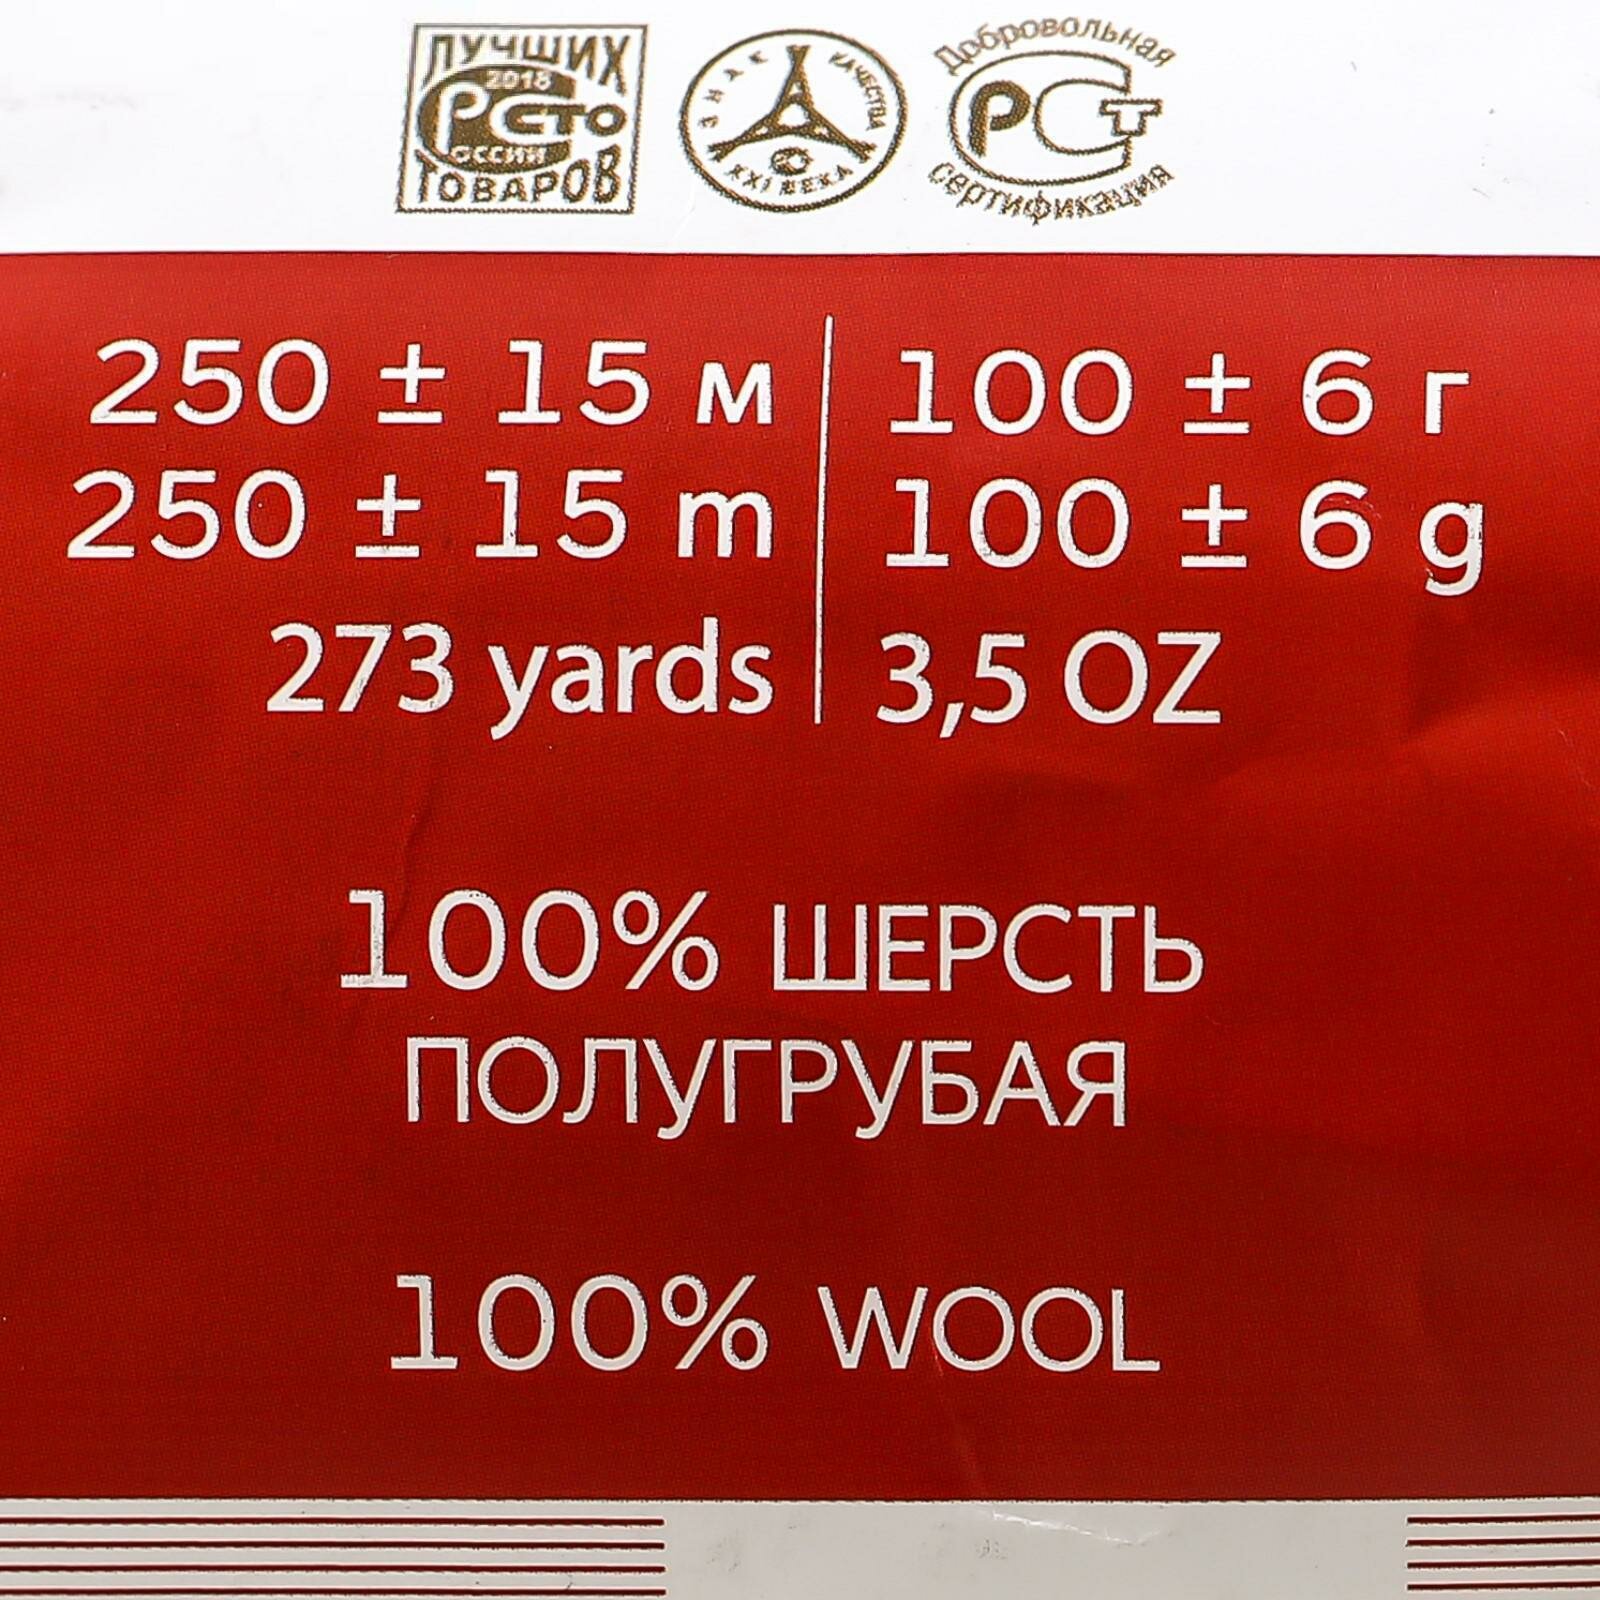 ЛУЧШИХ
2018
СТО
РОССИИ
ТОВАРОВ
ЗНАК КАЧЕСТВА
XXI ВЕКА
Добровольная
РСТ
сертификация
250 ± 15 м
250 ± 15 m
273 yards
100 ± 6 г
100 ± 6 g
3,5 OZ
100% ШЕРСТЬ
ПОЛУГРУБАЯ
100% WOOL